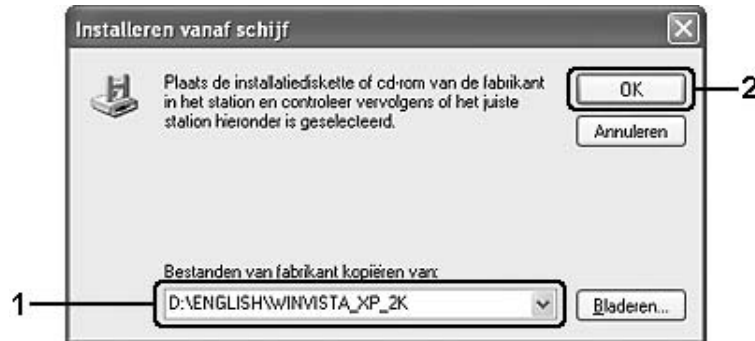 Installeren vanaf schijf
Plaats de installatiediskette of cd-rom van de fabrikant
in het station en controleer vervolgens of het juiste
station hieronder is geselecteerd.
OK
2
Annuleren
Bestanden van fabrikant kopiëren van:
1
D:\ENGLISH\WINVISTA_XP_2K
Bladeren...